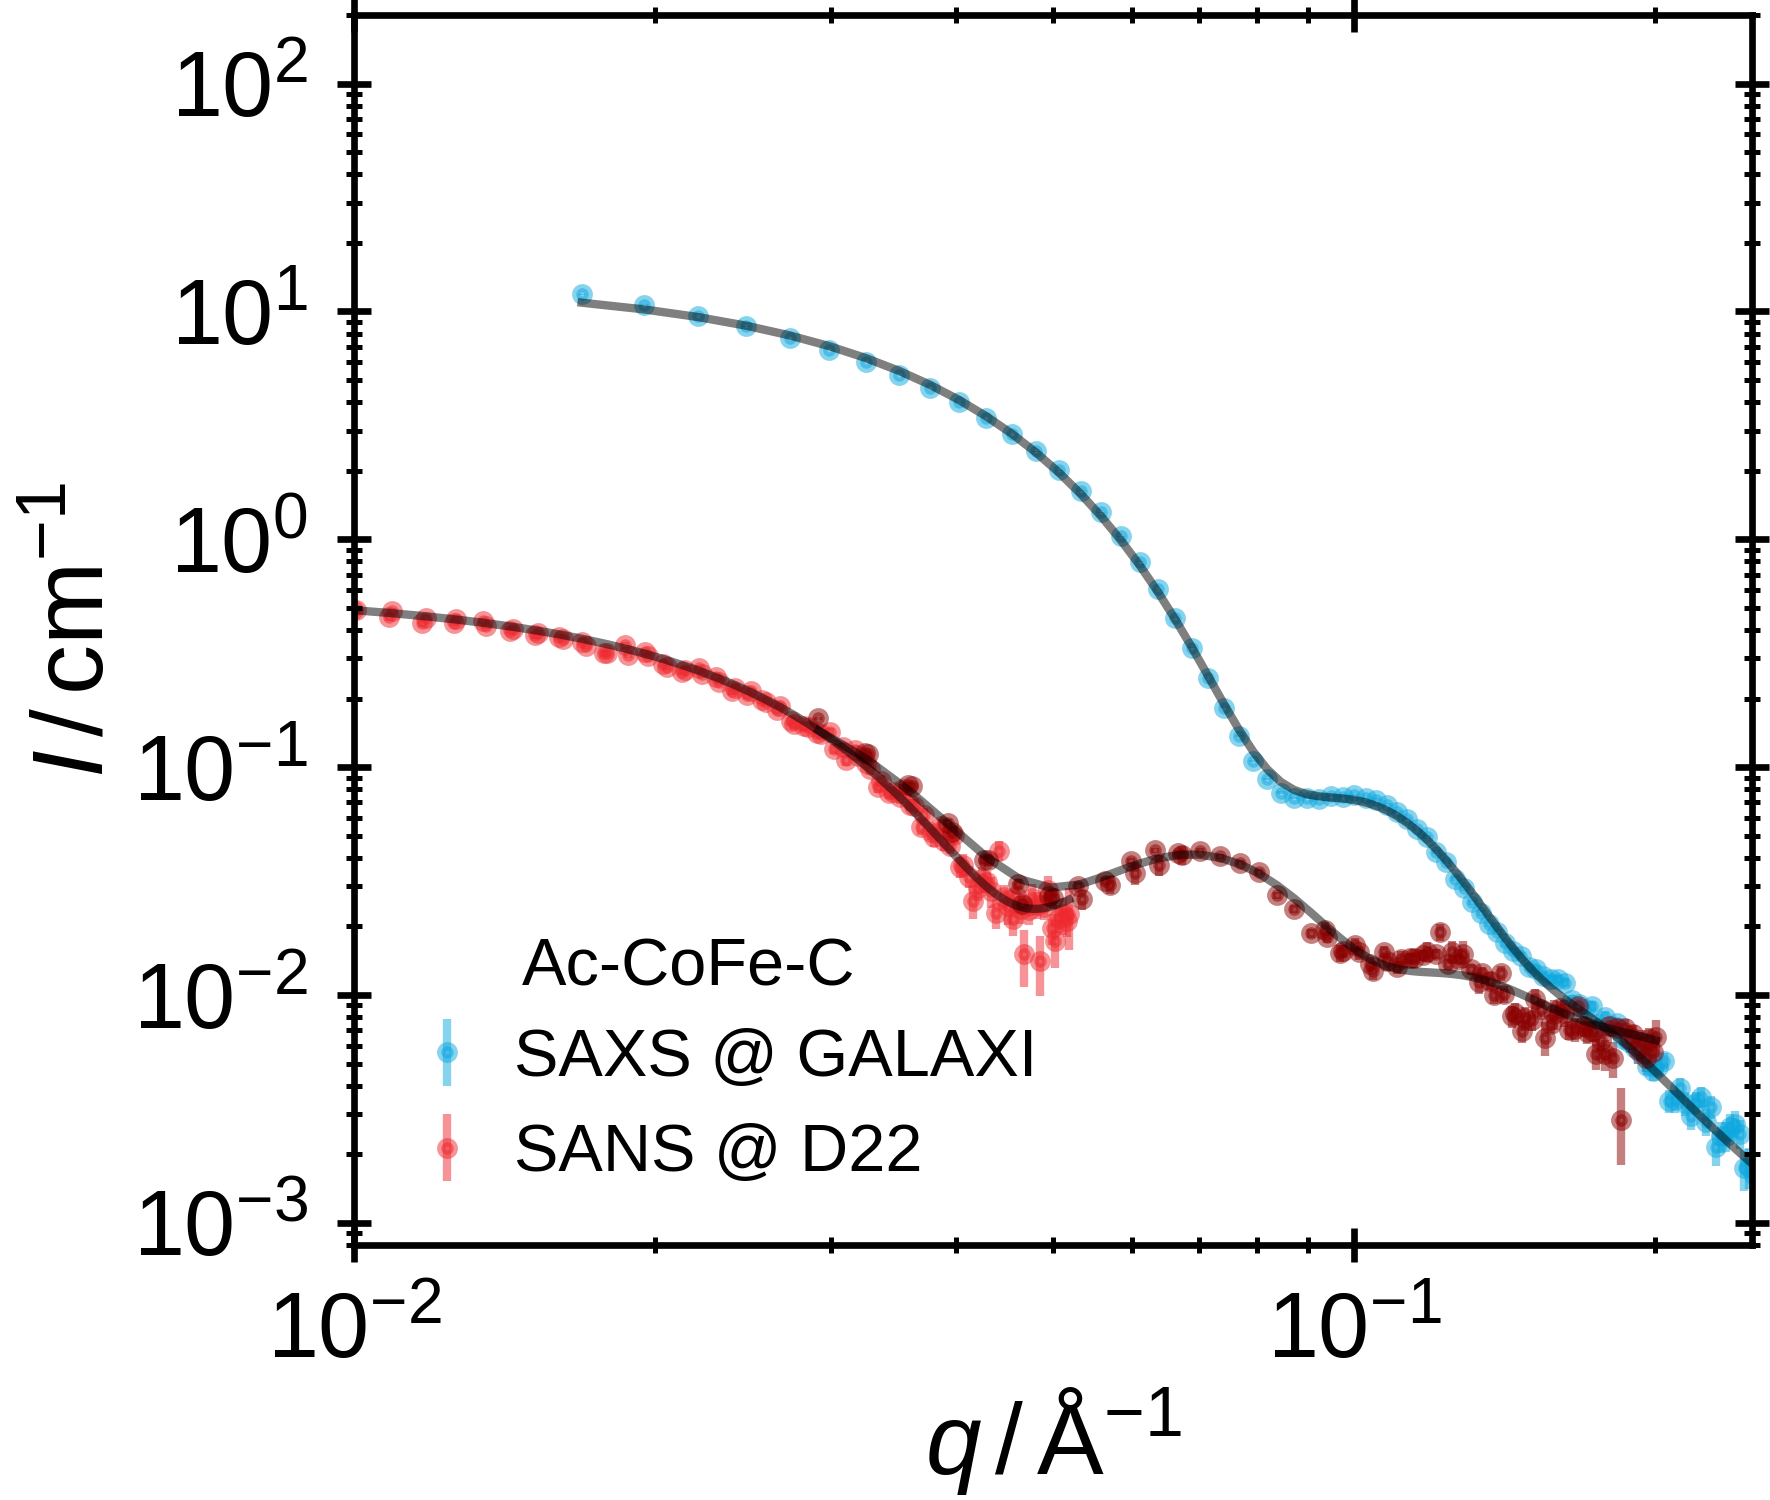 10²
10¹
10⁰
10⁻¹
10⁻²
10⁻³
I / cm⁻¹
Ac-CoFe-C
SAXS @ GALAXI
SANS @ D22
10⁻² 10⁻¹
q / Å⁻¹